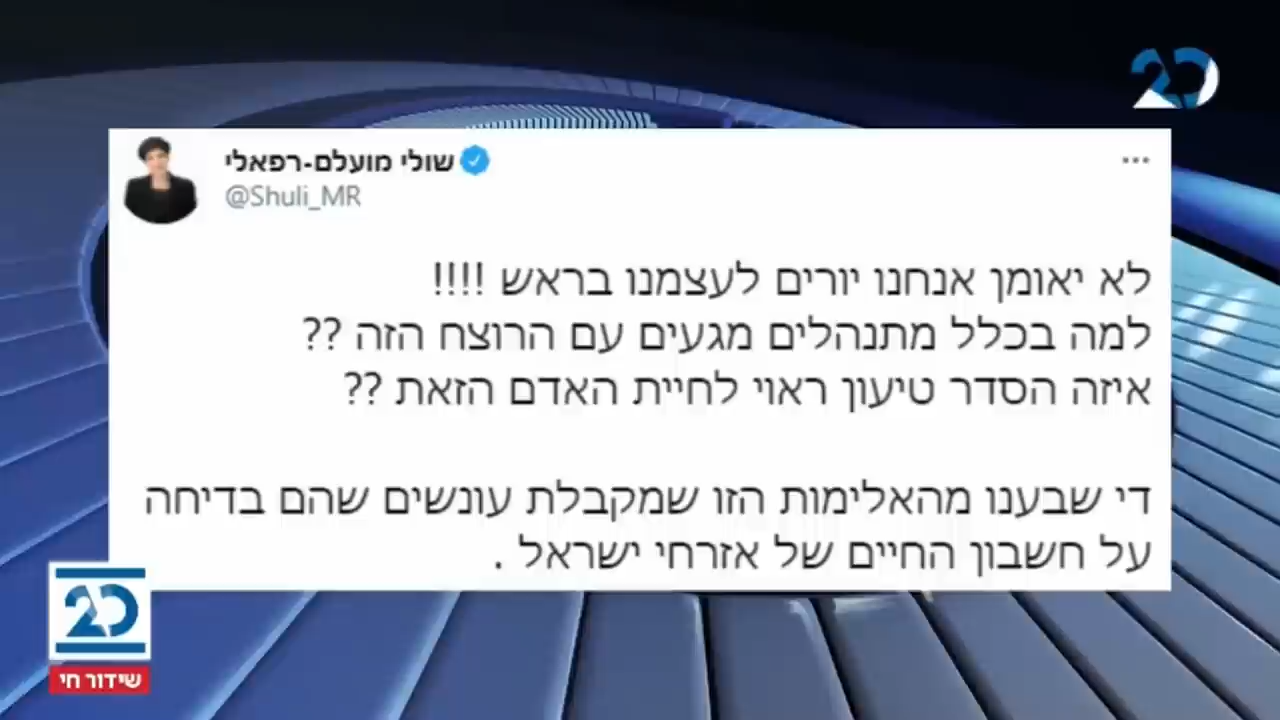 20
שולי מועלם-רפאלי
@Shuli_MR
לא יאומן אנחנו יורים לעצמנו בראש !!!!
למה בכלל מתנהלים מגעים עם הרוצח הזה ??
איזה הסדר טיעון ראוי לחיית האדם הזאת ??
די שבענו מהאלימות הזו שמקבלת עונשים שהם בדיחה
על חשבון החיים של אזרחי ישראל .
20
שידור חי